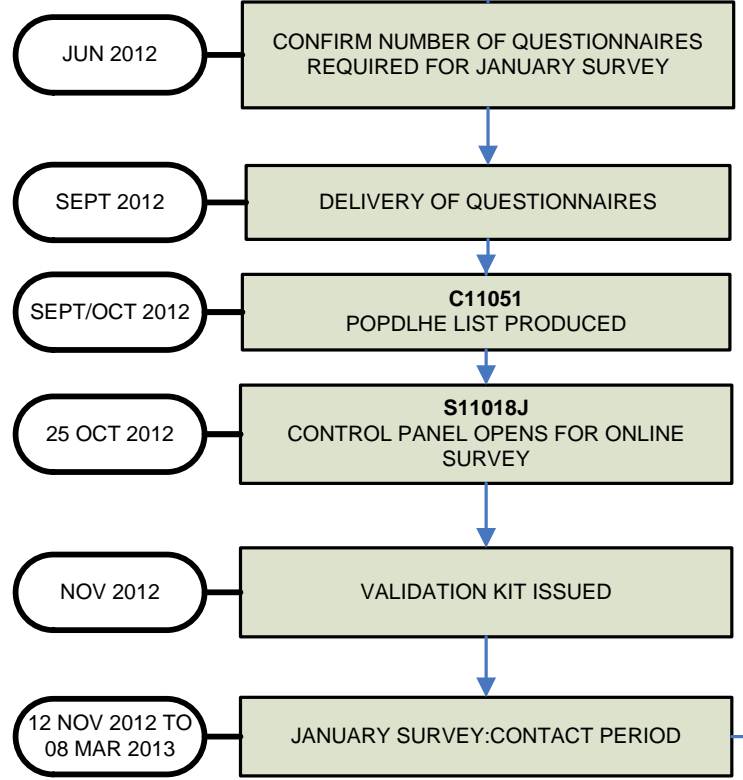 JUN 2012
CONFIRM NUMBER OF QUESTIONNAIRES
REQUIRED FOR JANUARY SURVEY
SEPT 2012
DELIVERY OF QUESTIONNAIRES
SEPT/OCT 2012
C11051
POPDLHE LIST PRODUCED
25 OCT 2012
S11018J
CONTROL PANEL OPENS FOR ONLINE
SURVEY
NOV 2012
VALIDATION KIT ISSUED
12 NOV 2012 TO
08 MAR 2013
JANUARY SURVEY:CONTACT PERIOD